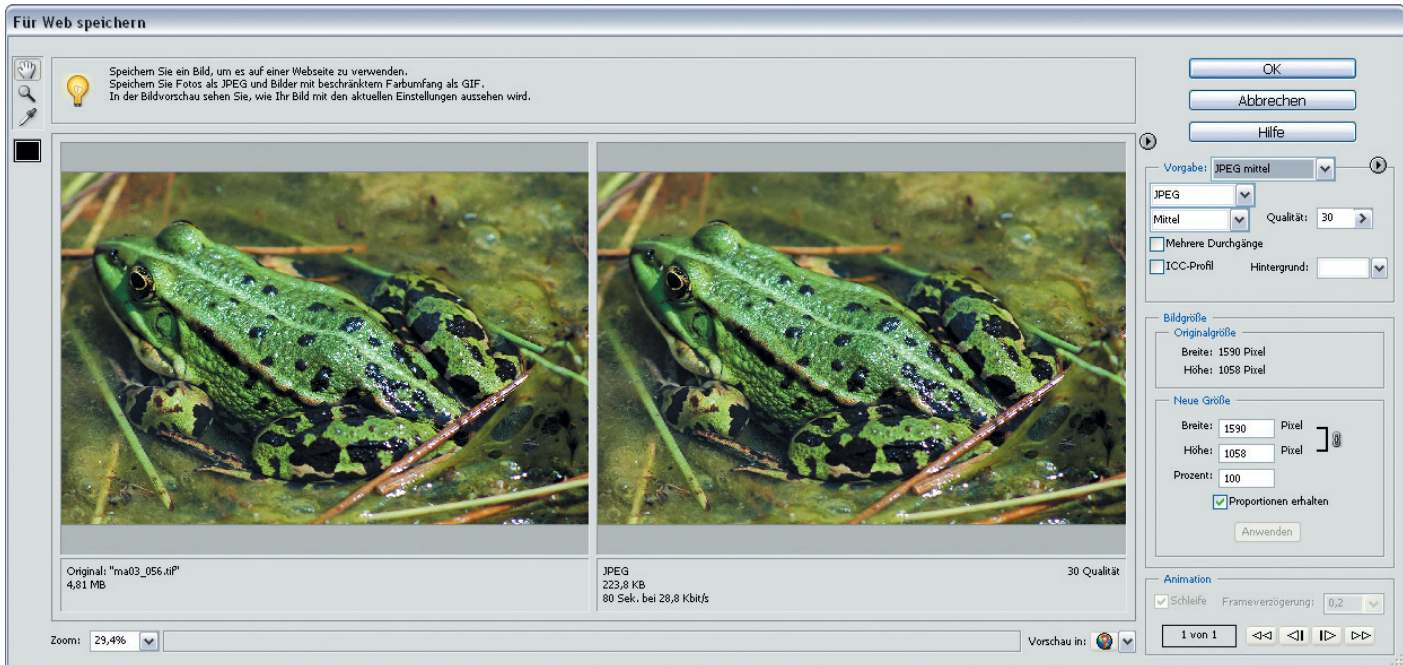 Für Web speichern
Speichern Sie ein Bild, um es auf einer Webseite zu verwenden.
Speichern Sie Fotos als JPEG und Bilder mit beschränktem Farbumfang als GIF.
In der Bildvorschau sehen Sie, wie Ihr Bild mit den aktuellen Einstellungen aussehen wird.
OK
Abbrechen
Hilfe
Vorgabe: JPEG mittel
JPEG
Mittel Qualität: 30
Mehrere Durchgänge
ICC-Profil Hintergrund:
Bildgröße
Originalgröße
Breite: 1590 Pixel
Höhe: 1058 Pixel
Neue Größe
Breite: 1590 Pixel
Höhe: 1058 Pixel
Prozent: 100
Proportionen erhalten
Anwenden
Original: "ma03_056.tif"
4,81 MB
JPEG 30 Qualität
223,8 KB
80 Sek. bei 28,8 Kbit/s
Animation
Schleife Frameverzögerung: 0,2
1 von 1
Zoom: 29,4% Vorschau in: